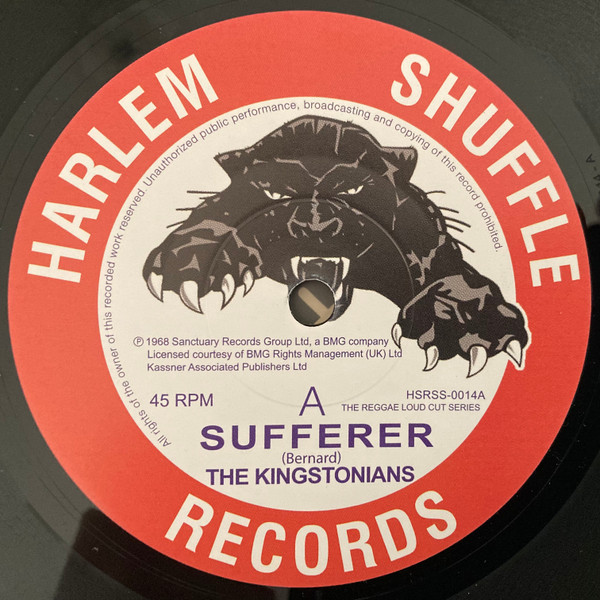 HARLEM SHUFFLE
All rights of the owner of this recorded work reserved. Unauthorized public performance, broadcasting and copying of this record prohibited.
℗ 1968 Sanctuary Records Group Ltd, a BMG company
Licensed courtesy of BMG Rights Management (UK) Ltd
Kassner Associated Publishers Ltd
45 RPM A HSRSS-0014A
THE REGGAE LOUD CUT SERIES
SUFFERER
(Bernard)
THE KINGSTONIANS
RECORDS